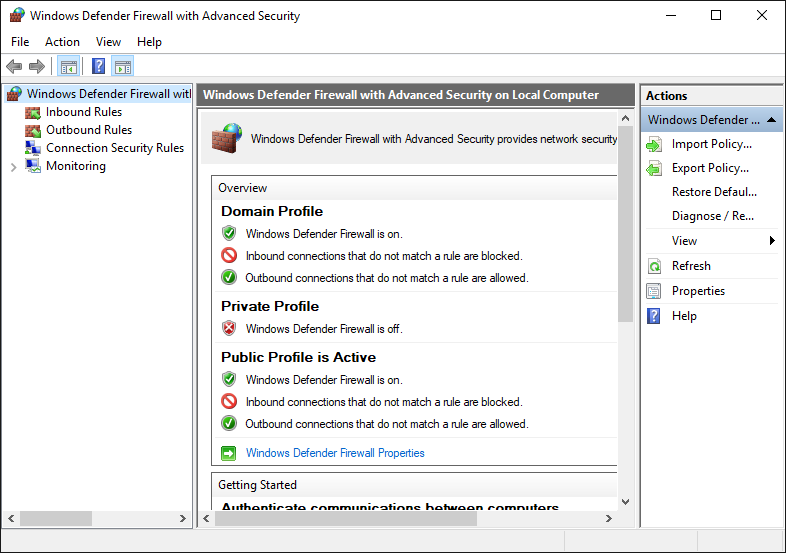 Windows Defender Firewall with Advanced Security
File Action View Help
Windows Defender Firewall wit
Inbound Rules
Outbound Rules
Connection Security Rules
Monitoring
Windows Defender Firewall with Advanced Security on Local Computer
Windows Defender Firewall with Advanced Security provides network security
Overview
Domain Profile
Windows Defender Firewall is on.
Inbound connections that do not match a rule are blocked.
Outbound connections that do not match a rule are allowed.
Private Profile
Windows Defender Firewall is off.
Public Profile is Active
Windows Defender Firewall is on.
Inbound connections that do not match a rule are blocked.
Outbound connections that do not match a rule are allowed.
Windows Defender Firewall Properties
Getting Started
Authenticate communications between computers
Actions
Windows Defender ...
Import Policy...
Export Policy...
Restore Defaul...
Diagnose / Re...
View
Refresh
Properties
Help